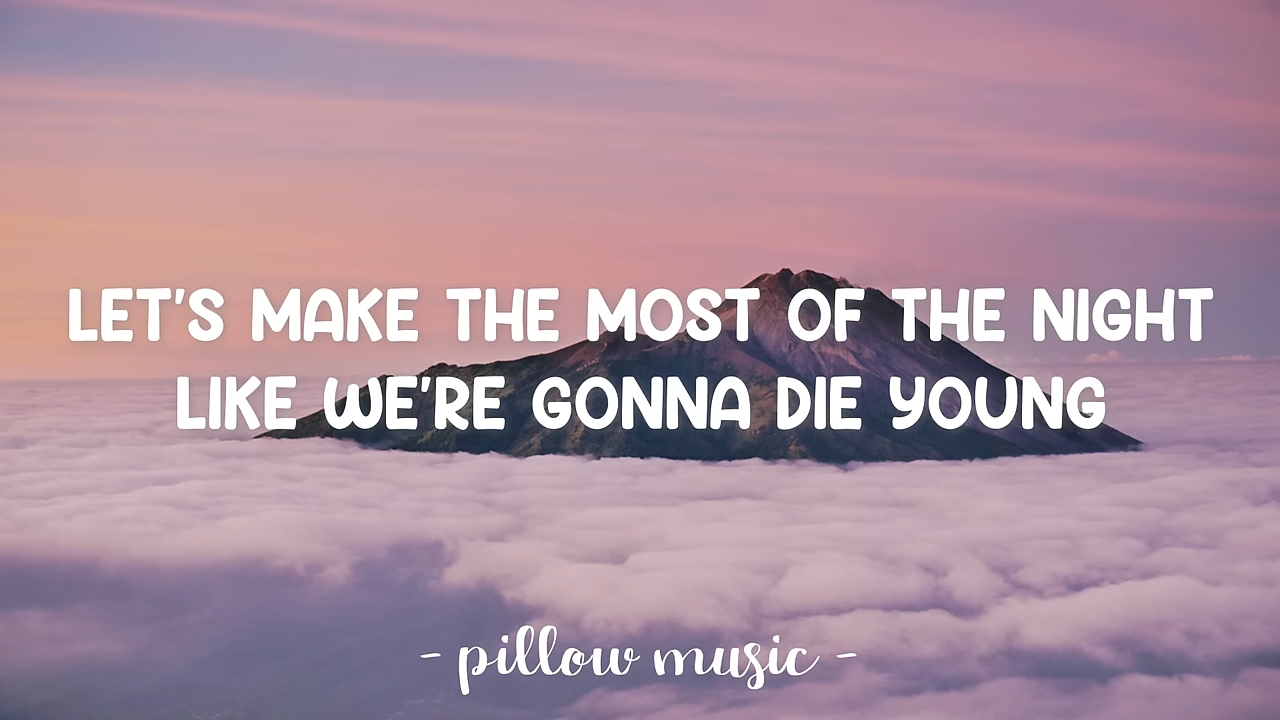 LET'S MAKE THE MOST OF THE NIGHT
LIKE WE'RE GONNA DIE YOUNG
- pillow music -